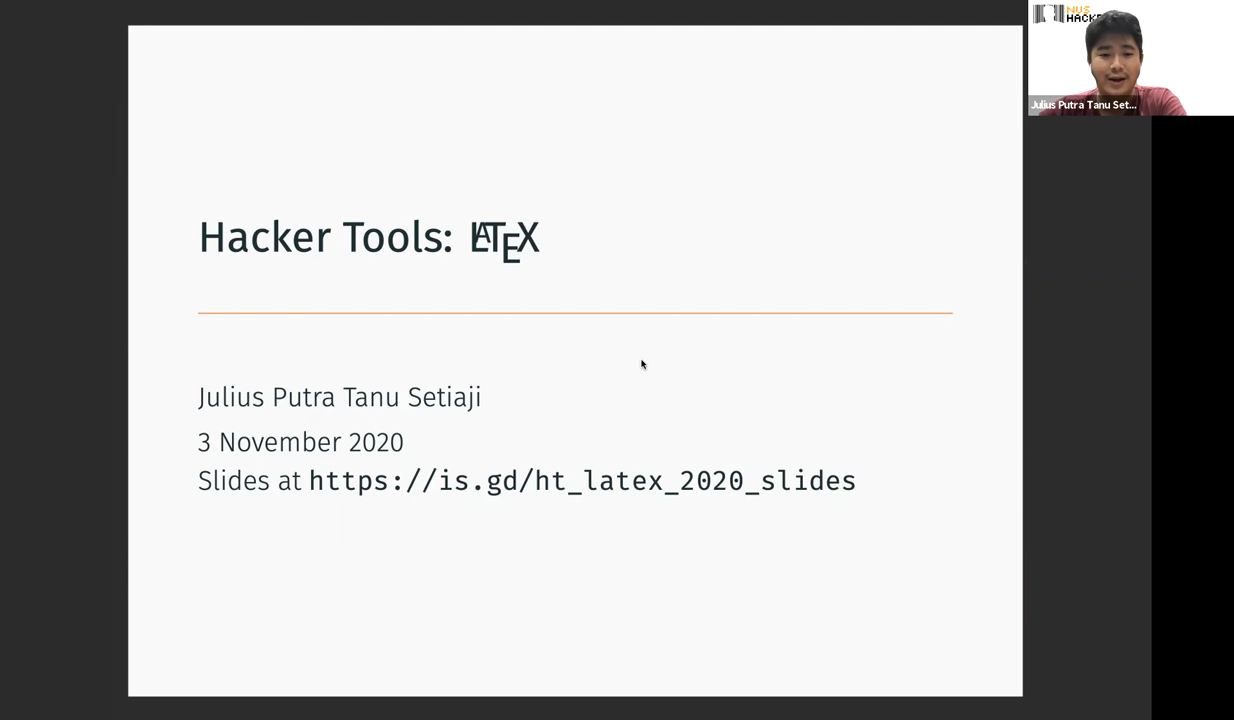 NUS
HACKE
Julius Putra Tanu Set...
Hacker Tools: LATEX
Julius Putra Tanu Setiaji
3 November 2020
Slides at https://is.gd/ht_latex_2020_slides